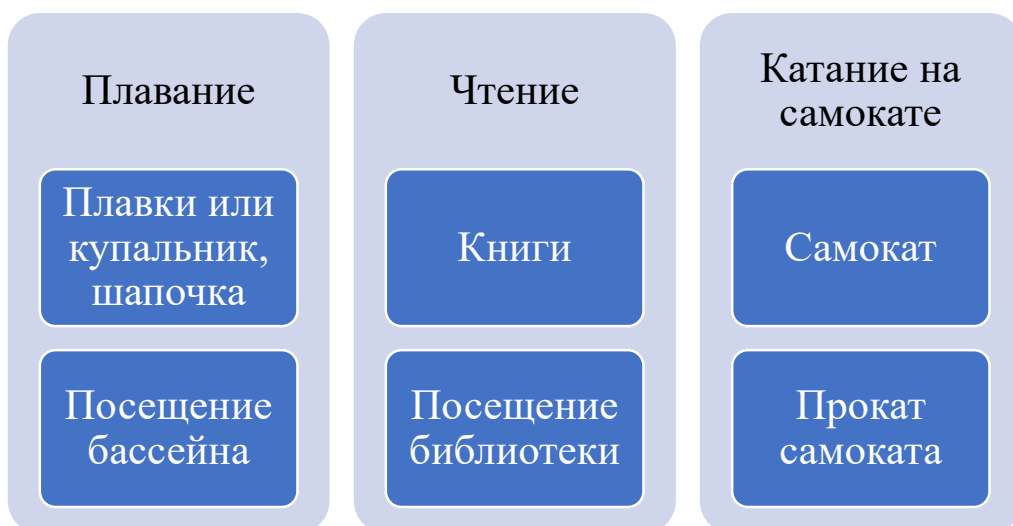 Плавание
Плавки или
купальник,
шапочка
Посещение
бассейна
Чтение
Книги
Посещение
библиотеки
Катание на
самокате
Самокат
Прокат
самоката